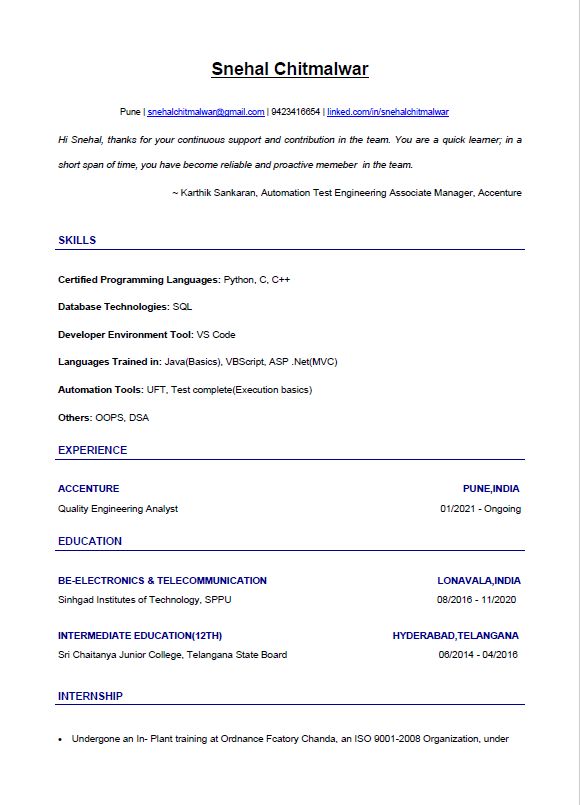 Snehal Chitmalwar
Pune | snehalchitmalwar@gmail.com | 9423416654 | linked.com/in/snehalchitmalwar
Hi Snehal, thanks for your continuous support and contribution in the team. You are a quick learner; in a
short span of time, you have become reliable and proactive memeber in the team.
~ Karthik Sankaran, Automation Test Engineering Associate Manager, Accenture
SKILLS
Certified Programming Languages: Python, C, C++
Database Technologies: SQL
Developer Environment Tool: VS Code
Languages Trained in: Java(Basics), VBScript, ASP .Net(MVC)
Automation Tools: UFT, Test complete(Execution basics)
Others: OOPS, DSA
EXPERIENCE
ACCENTURE PUNE,INDIA
Quality Engineering Analyst 01/2021 - Ongoing
EDUCATION
BE-ELECTRONICS & TELECOMMUNICATION LONAVALA,INDIA
Sinhgad Institutes of Technology, SPPU 08/2016 - 11/2020
INTERMEDIATE EDUCATION(12TH) HYDERABAD,TELANGANA
Sri Chaitanya Junior College, Telangana State Board 06/2014 - 04/2016
INTERNSHIP
• Undergone an In- Plant training at Ordnance Fcatory Chanda, an ISO 9001-2008 Organization, under